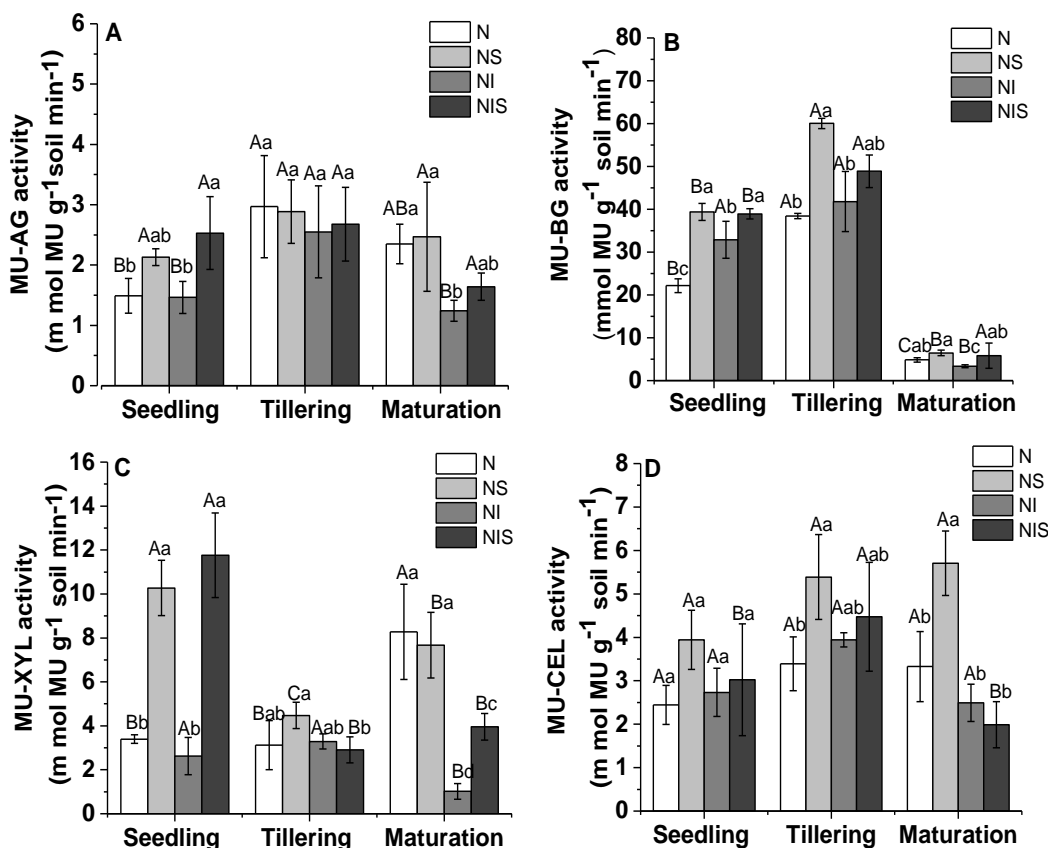 A
N
NS
NI
NIS
MU-AG activity
(m mol MU g-1soil min-1)
6
5
4
3
2
1
0
Bb
Aab
Bb
Aa
Aa
Aa
Aa
Aa
ABa
Aa
Bb
Aab
Seedling
Tillering
Maturation
B
N
NS
NI
NIS
MU-BG activity
(mmol MU g-1 soil min-1)
80
70
60
50
40
30
20
10
0
Bc
Ba
Ab
Ba
Ab
Aa
Ab
Aab
Cab
Ba
Bc
Aab
Seedling
Tillering
Maturation
C
N
NS
NI
NIS
MU-XYL activity
(m mol MU g-1 soil min-1)
16
14
12
10
8
6
4
2
0
Bb
Aa
Ab
Aa
Bab
Ca
Aab
Bb
Aa
Ba
Bd
Bc
Seedling
Tillering
Maturation
D
N
NS
NI
NIS
MU-CEL activity
(m mol MU g-1 soil min-1)
8
7
6
5
4
3
2
1
0
Aa
Aa
Aa
Ba
Ab
Aa
Aab
Aab
Ab
Aa
Ab
Bb
Seedling
Tillering
Maturation